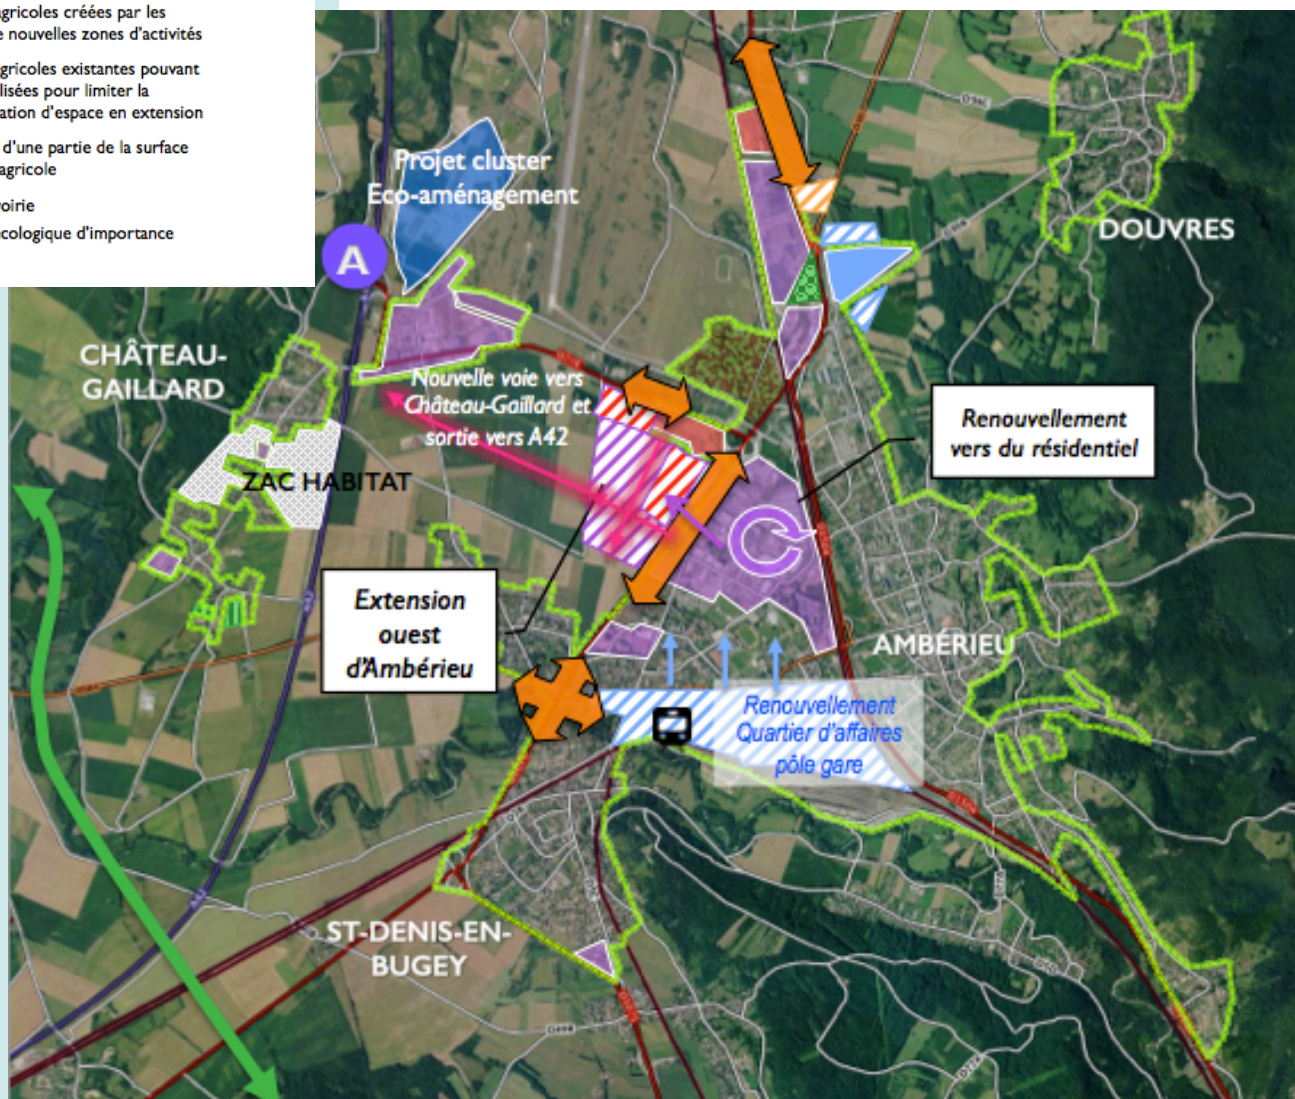 agricoles créées par les
e nouvelles zones d'activités
gricoles existantes pouvant
lisées pour limiter la
ation d'espace en extension
d'une partie de la surface
agricole
oirie
écologique d'importance
Projet cluster
Eco-aménagement
A
DOUVRES
CHÂTEAU-
GAILLARD
Nouvelle voie vers
Château-Gaillard et
sortie vers A42
Renouvellement
vers du résidentiel
ZAC HABITAT
Extension
ouest
d'Ambérieu
AMBÉRIEU
Renouvellement
Quartier d'affaires
pôle gare
ST-DENIS-EN-
BUGEY